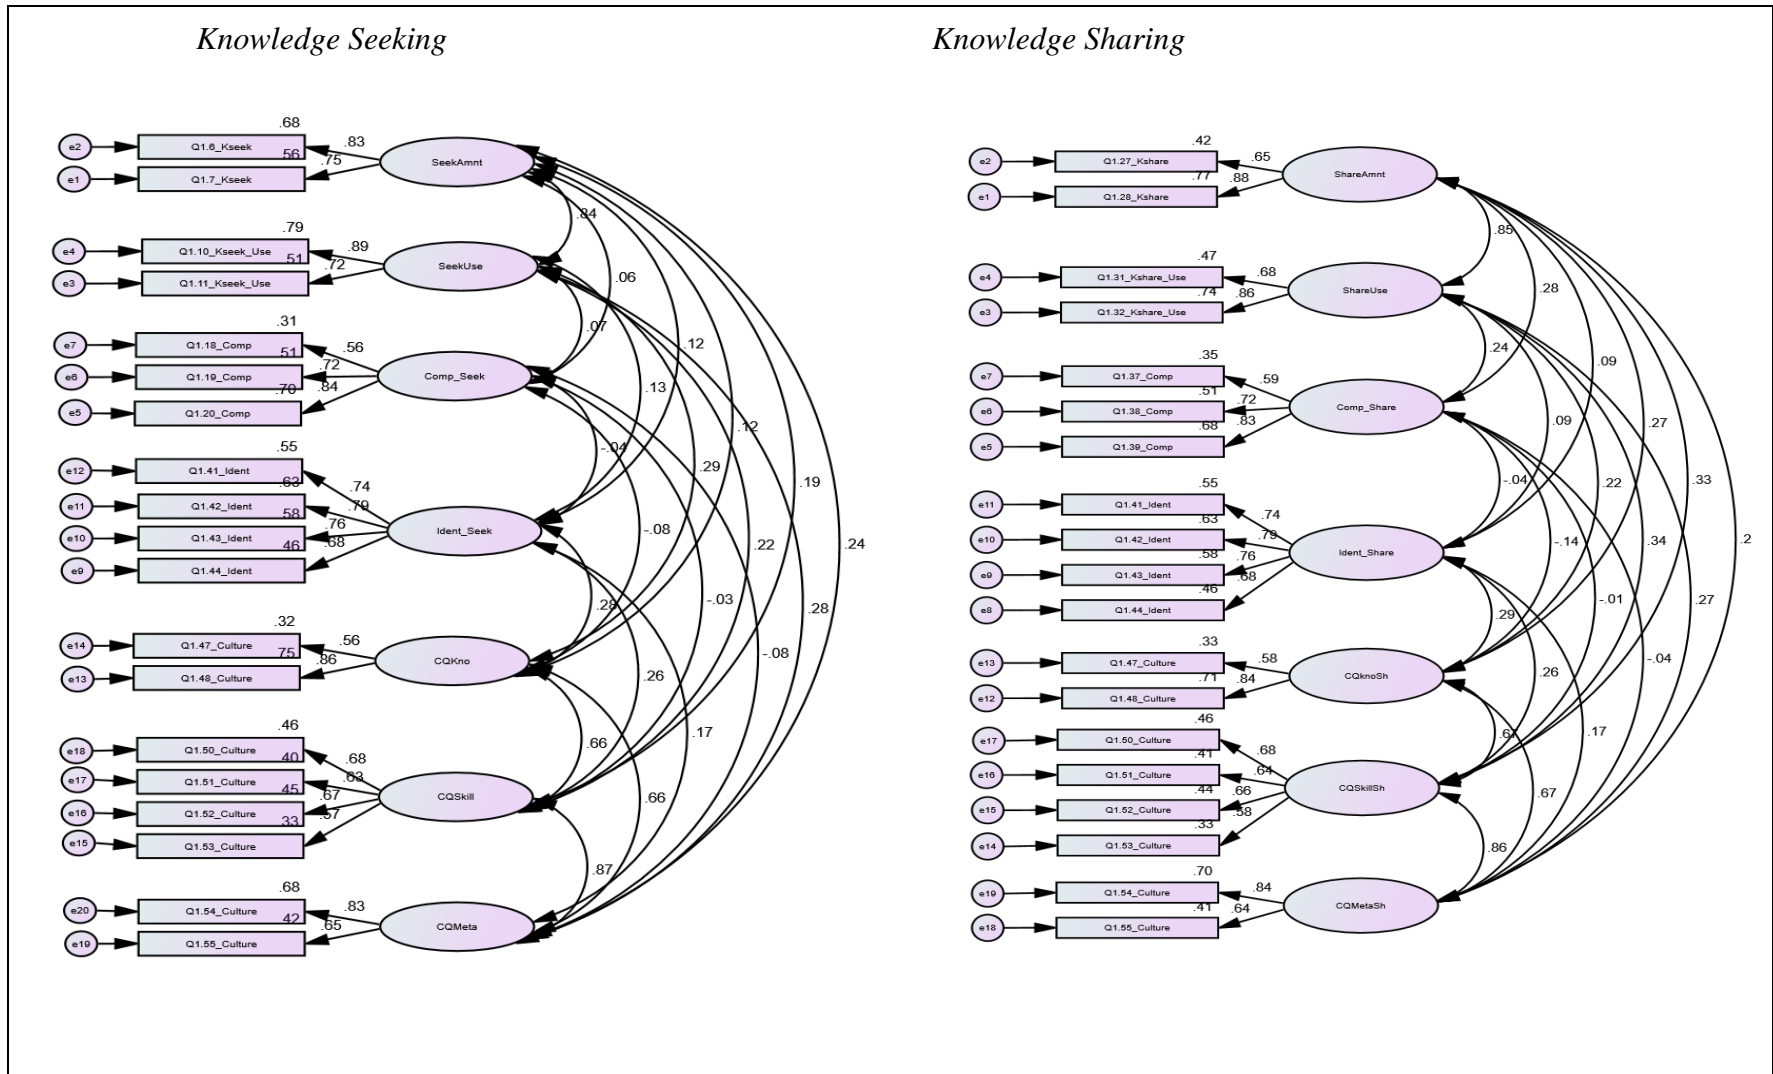 Knowledge Seeking
Knowledge Sharing
.68
e2 Q1.6_Kseek .83
.56
e1 Q1.7_Kseek .75
SeekAmnt
.79
e4 Q1.10_Kseek_Use .89
.51
e3 Q1.11_Kseek_Use .72
SeekUse
.31
e7 Q1.18_Comp .56
.51
e6 Q1.19_Comp .72
.70
e5 Q1.20_Comp .84
Comp_Seek
.55
e12 Q1.41_Ident .74
.63
e11 Q1.42_Ident .79
.58
e10 Q1.43_Ident .76
.46
e9 Q1.44_Ident .68
Ident_Seek
.32
e14 Q1.47_Culture .56
.75
e13 Q1.48_Culture .86
CQKno
.46
e18 Q1.50_Culture .68
.40
e17 Q1.51_Culture .63
.45
e16 Q1.52_Culture .67
.33
e15 Q1.53_Culture .57
CQSkill
.68
e20 Q1.54_Culture .83
.42
e19 Q1.55_Culture .65
CQMeta
.84
.06
.07
.12
.13
.12
-.04
.29
.19
-.08
.22
.24
.28
-.03
.28
-.08
.26
.17
.66
.66
.87
.42
e2 Q1.27_Kshare .65
.77
e1 Q1.28_Kshare .88
ShareAmnt
.47
e4 Q1.31_Kshare_Use .68
.74
e3 Q1.32_Kshare_Use .86
ShareUse
.35
e7 Q1.37_Comp .59
.51
e6 Q1.38_Comp .72
.68
e5 Q1.39_Comp .83
Comp_Share
.55
e11 Q1.41_Ident .74
.63
e10 Q1.42_Ident .79
.58
e9 Q1.43_Ident .76
.46
e8 Q1.44_Ident .68
Ident_Share
.33
e13 Q1.47_Culture .58
.71
e12 Q1.48_Culture .84
CQknoSh
.46
e17 Q1.50_Culture .68
.41
e16 Q1.51_Culture .64
.44
e15 Q1.52_Culture .66
.33
e14 Q1.53_Culture .58
CQSkillSh
.70
e19 Q1.54_Culture .84
.41
e18 Q1.55_Culture .64
CQMetaSh
.85
.28
.24
.09
.09
.27
-.04
.22
.33
-.14
.34
.2
.29
-.01
.27
.26
-.04
.17
.67
.67
.86